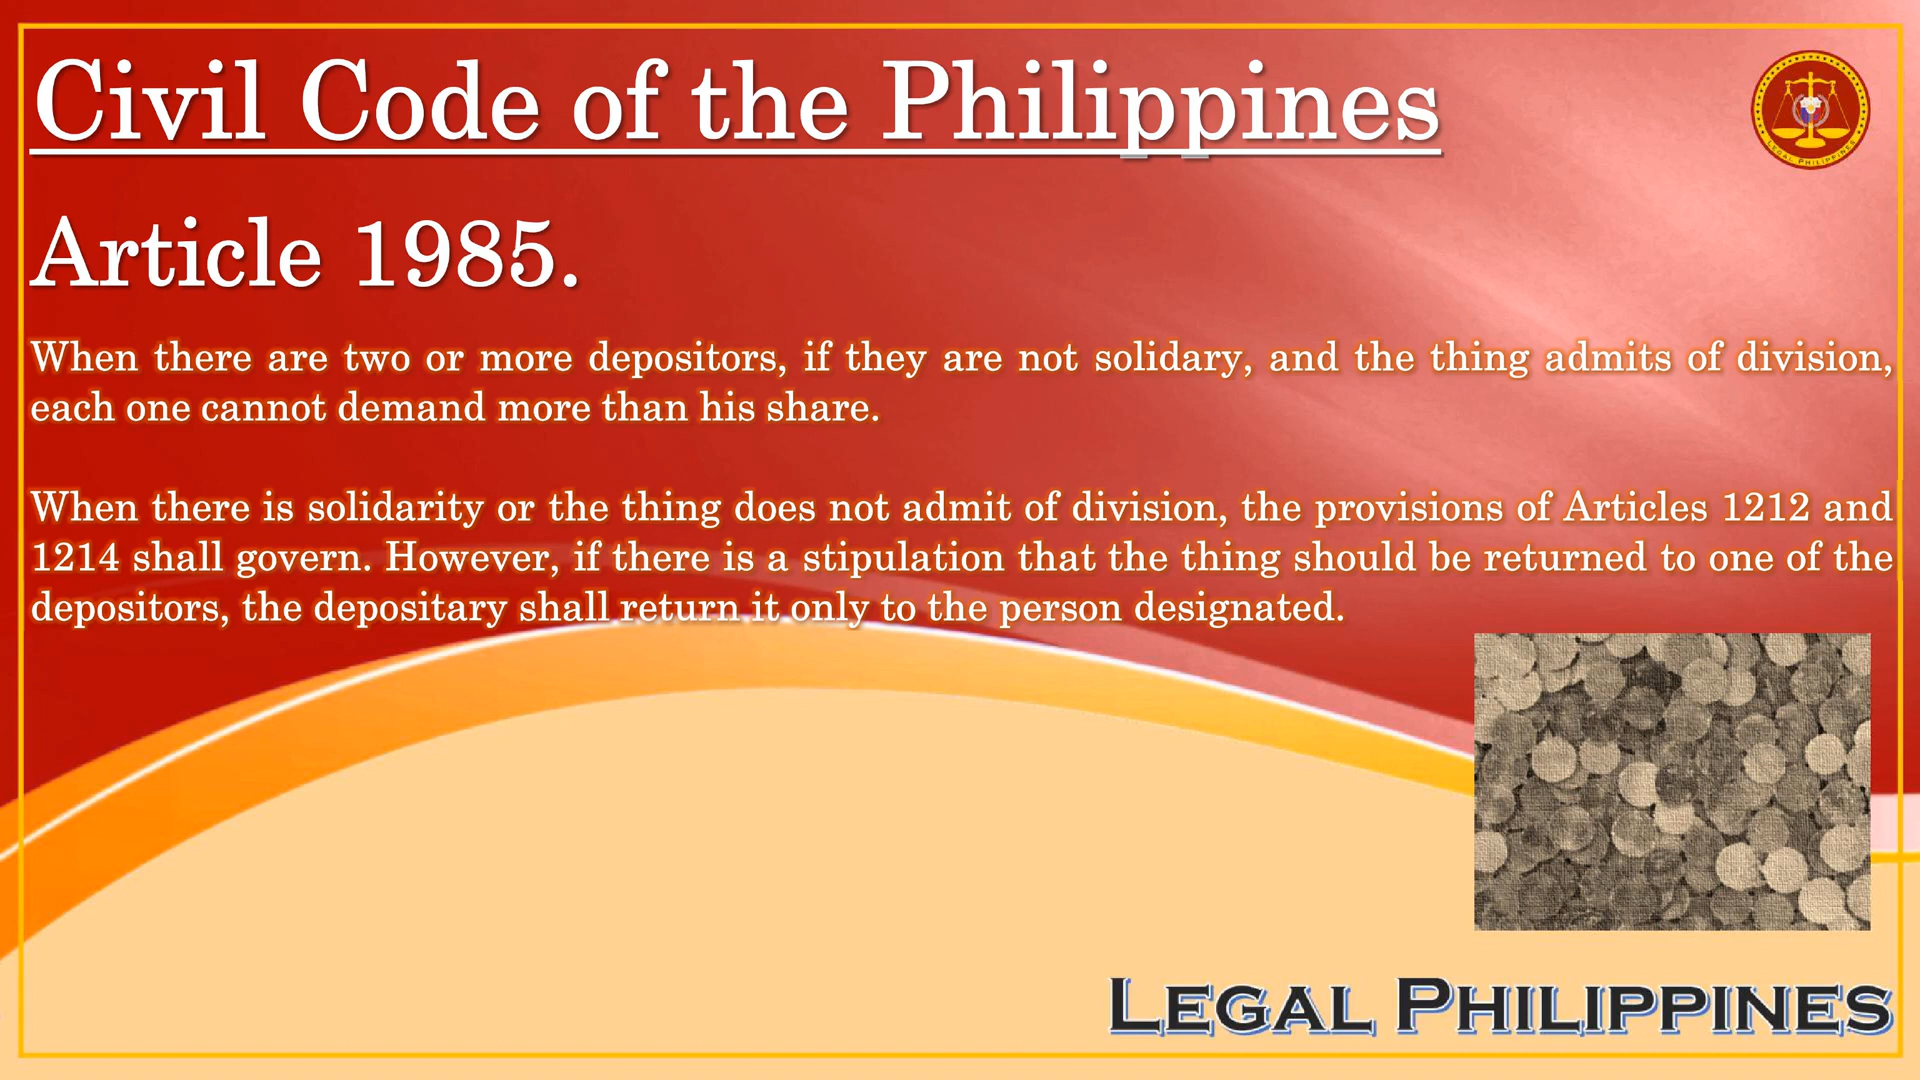 Civil Code of the Philippines
LEGAL PHILIPPINES
Article 1985.
When there are two or more depositors, if they are not solidary, and the thing admits of division,
each one cannot demand more than his share.
When there is solidarity or the thing does not admit of division, the provisions of Articles 1212 and
1214 shall govern. However, if there is a stipulation that the thing should be returned to one of the
depositors, the depositary shall return it only to the person designated.
LEGAL PHILIPPINES